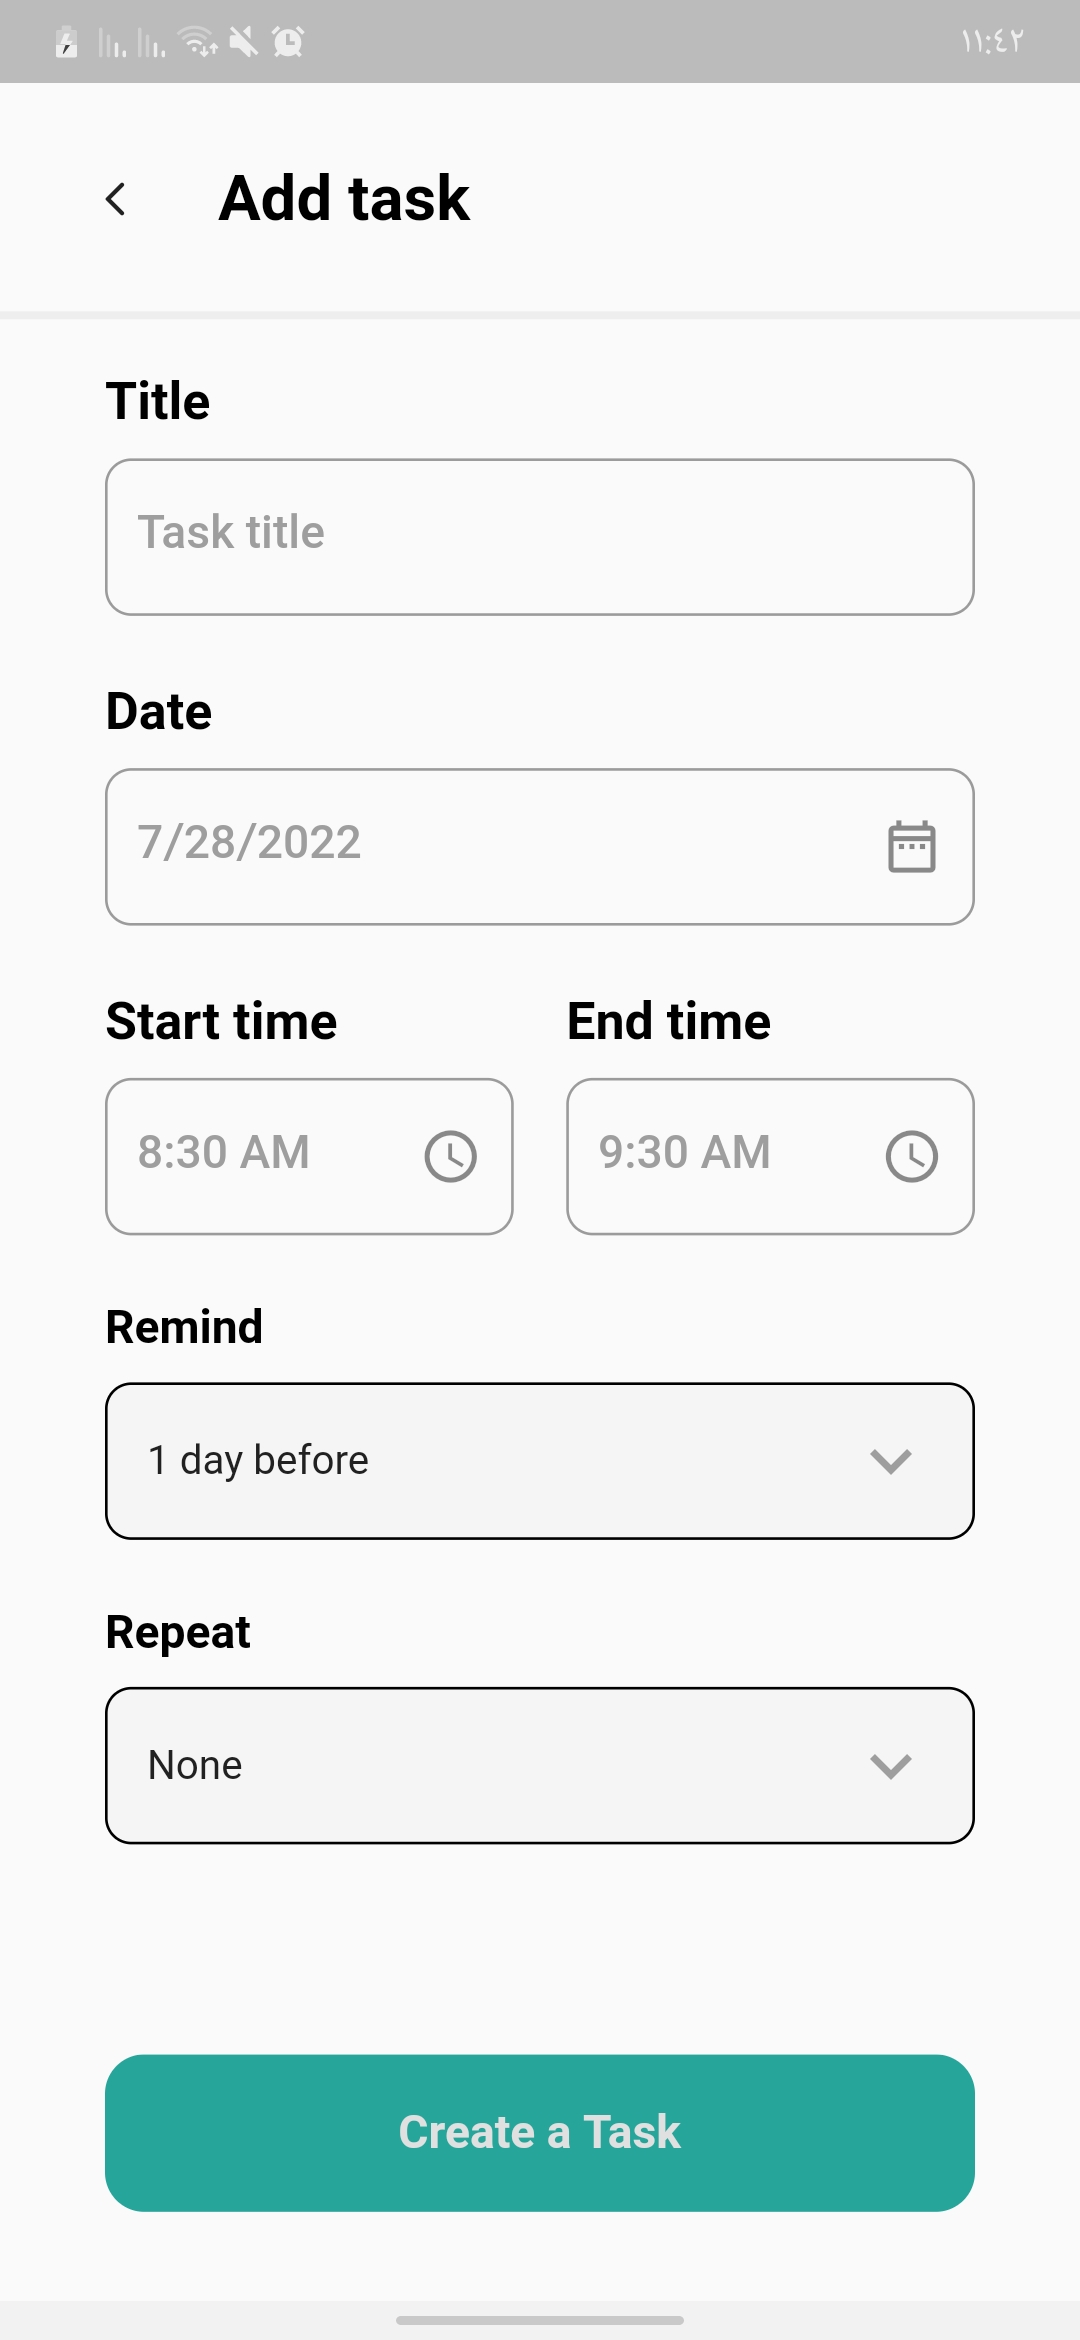 ١١:٤٢
Add task
Title
Task title
Date
7/28/2022
Start time
End time
8:30 AM
9:30 AM
Remind
1 day before
Repeat
None
Create a Task